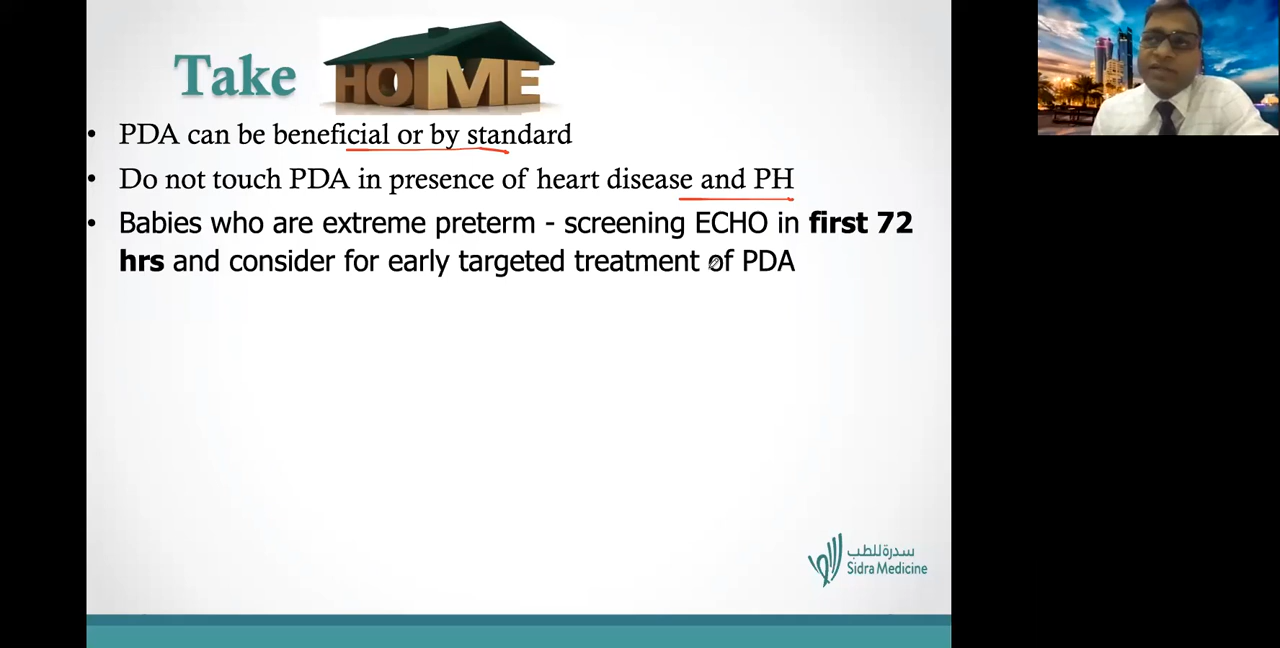 Take HOME
• PDA can be beneficial or by standard
• Do not touch PDA in presence of heart disease and PH
• Babies who are extreme preterm - screening ECHO in first 72
hrs and consider for early targeted treatment of PDA
سدرة للطب
Sidra Medicine